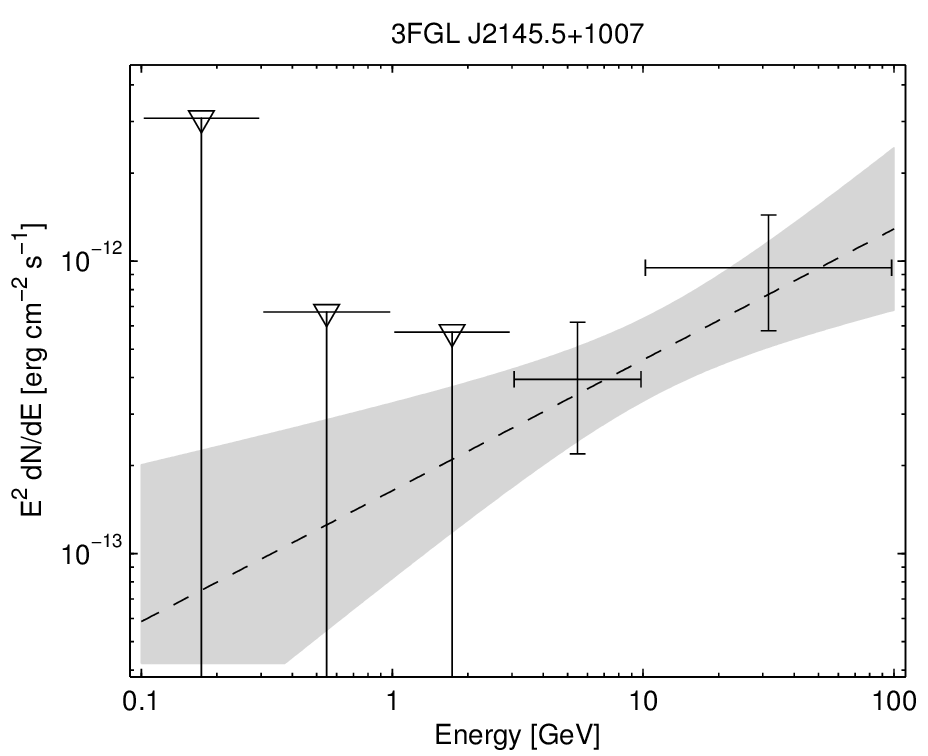 3FGL J2145.5+1007
E² dN/dE [erg cm⁻² s⁻¹]
10⁻¹²
10⁻¹³
0.1 1 10 100
Energy [GeV]